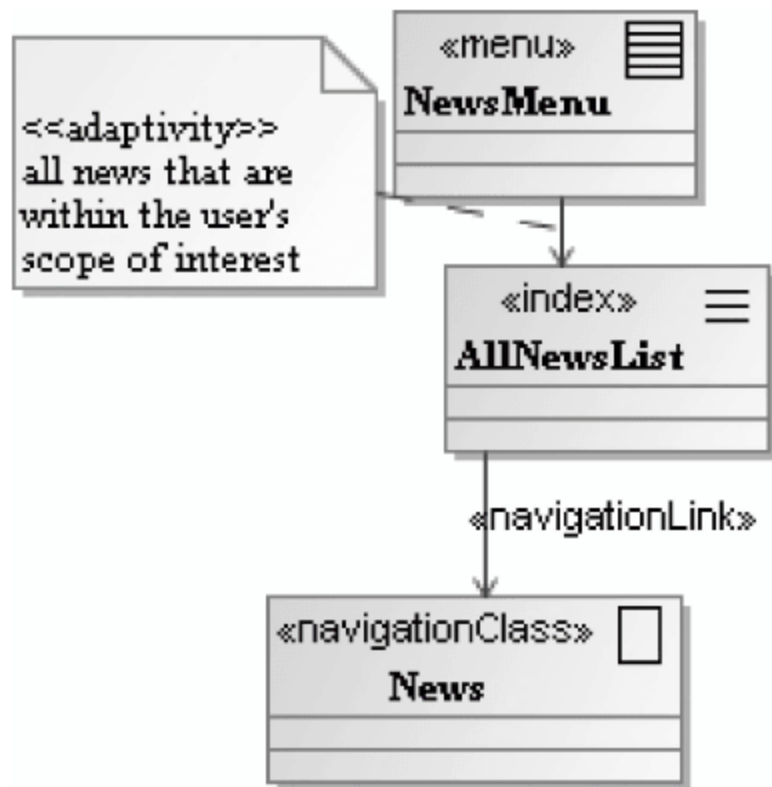 «menu»
NewsMenu
<<adaptivity>>
all news that are
within the user's
scope of interest
«index»
AllNewsList
«navigationLink»
«navigationClass»
News